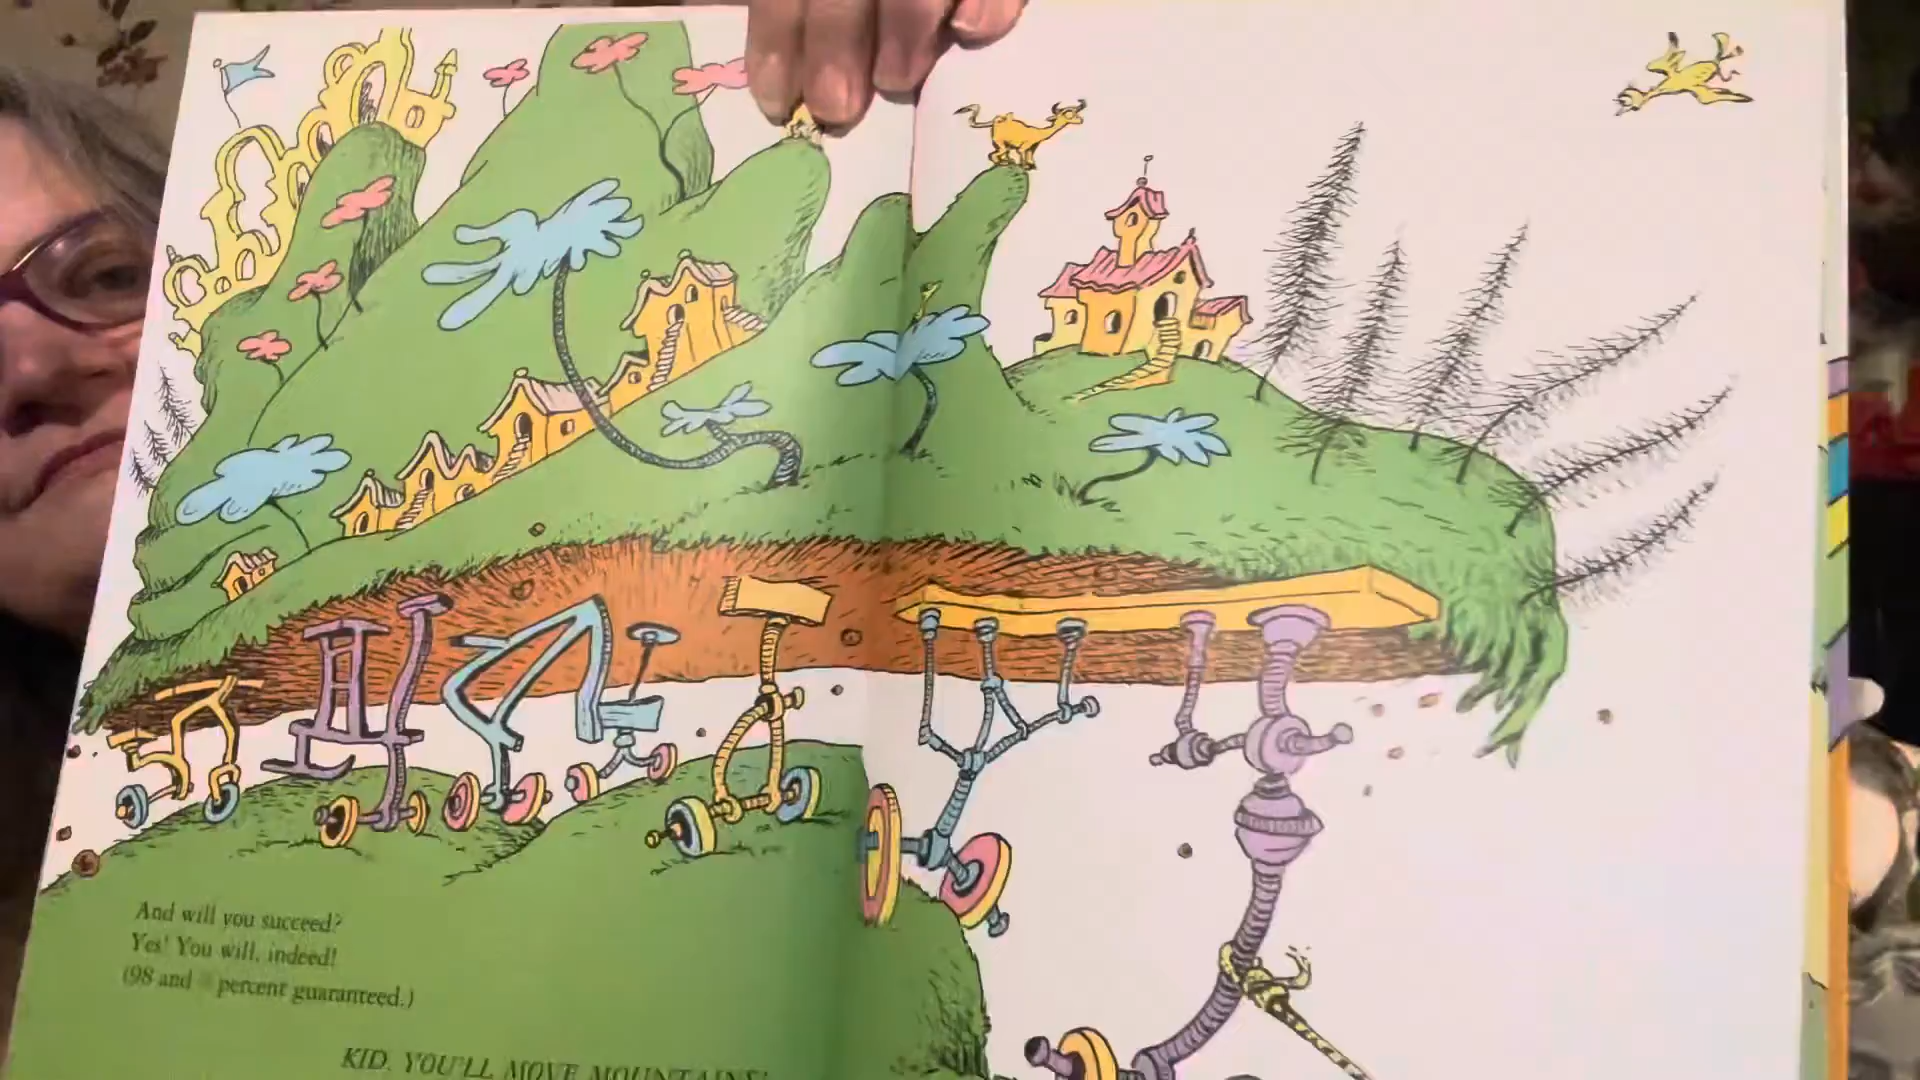 And will you succeed?
Yes! You will, indeed!
(98 and percent guaranteed.)
KID, YOU'LL MOVE MOUNTAINS!